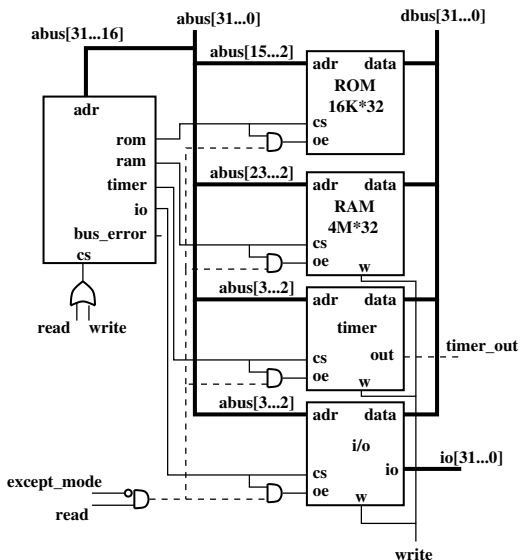 abus[31...0]
dbus[31...0]
abus[31...16]
abus[15...2]
adr data
ROM
16K*32
cs
oe
adr
rom
ram
timer
io
bus_error
cs
read write
abus[23...2]
adr data
RAM
4M*32
cs
oe
w
abus[3...2]
adr data
timer
out
timer_out
cs
oe
w
abus[3...2]
adr data
i/o
io
io[31...0]
cs
oe
w
except_mode
read
write